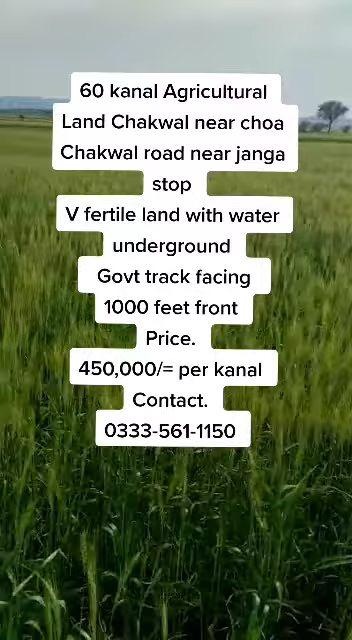 60 kanal Agricultural
Land Chakwal near choa
Chakwal road near janga
stop
V fertile land with water
underground
Govt track facing
1000 feet front
Price.
450,000/= per kanal
Contact.
0333-561-1150